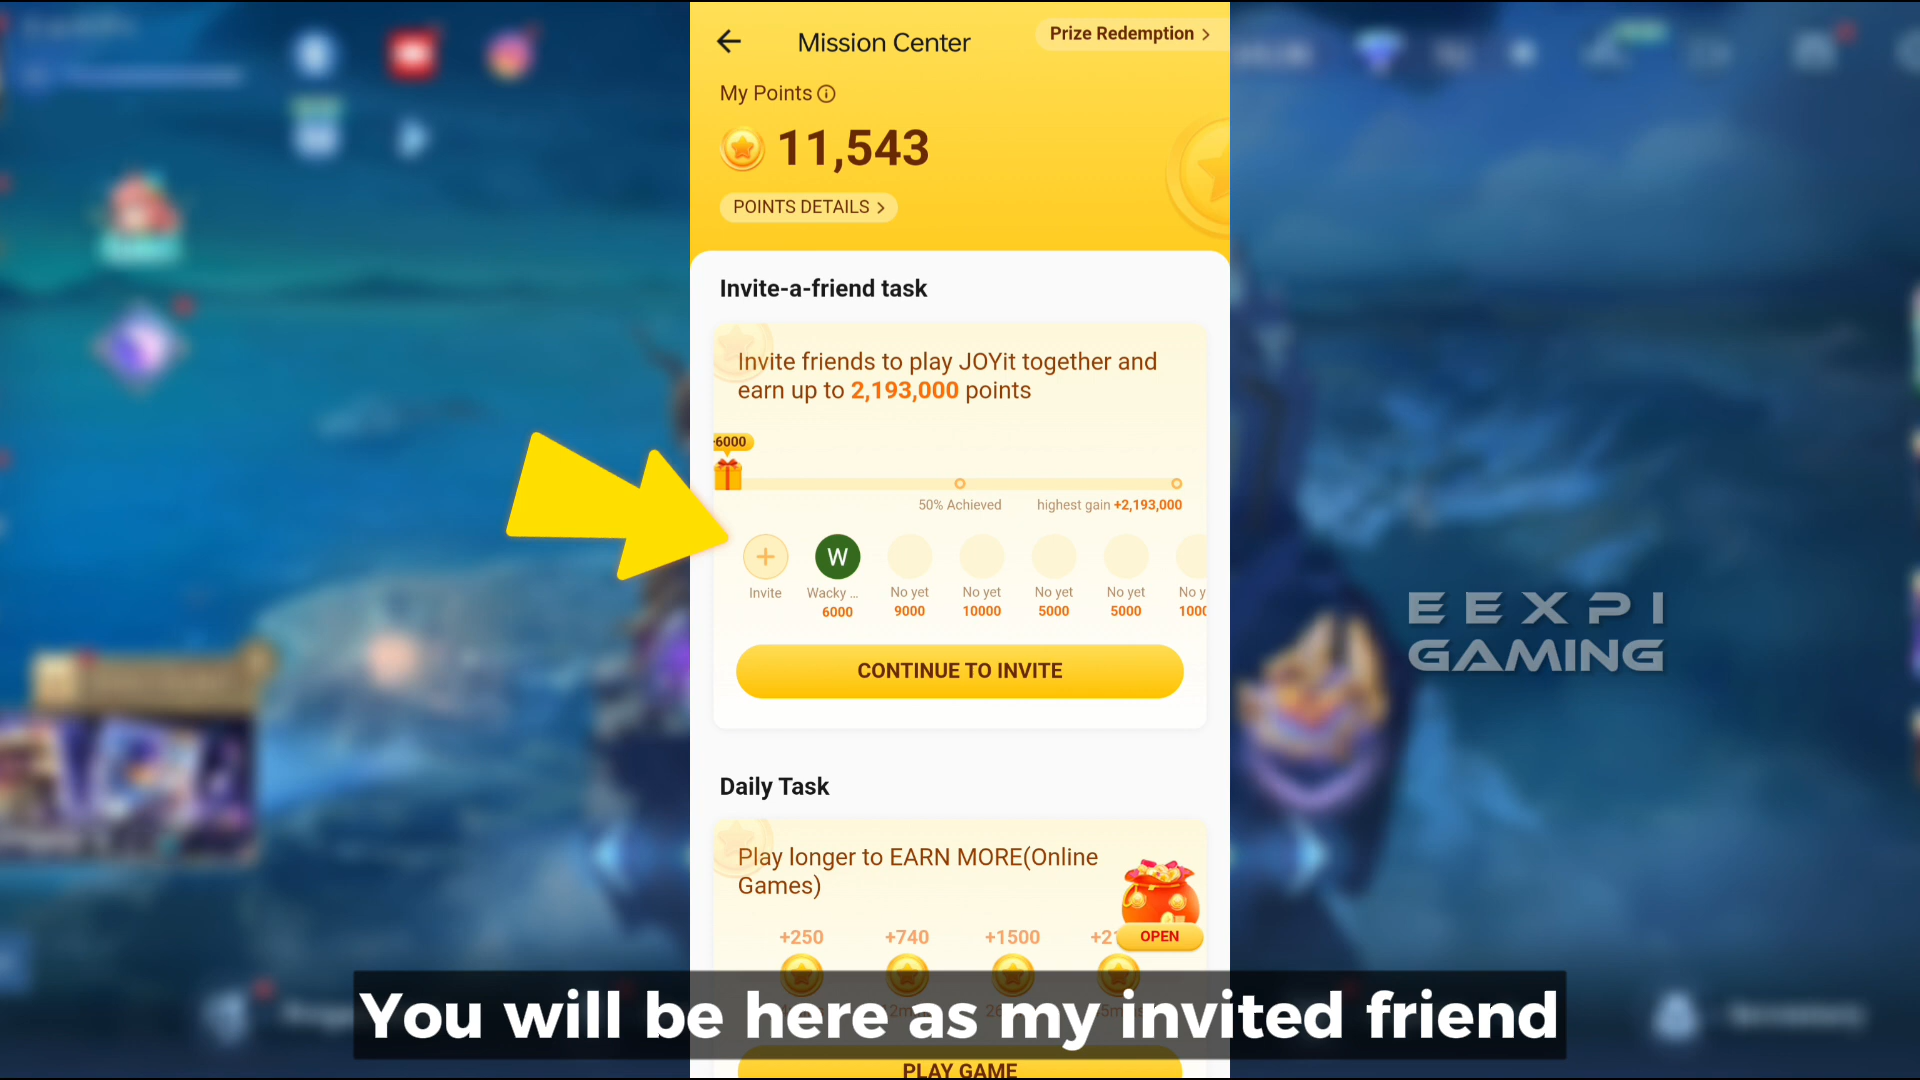 Mission Center
Prize Redemption >
My Points
11,543
POINTS DETAILS >
Invite-a-friend task
Invite friends to play JOYit together and
earn up to 2,193,000 points
6000
50% Achieved
highest gain +2,193,000
W
Invite
Wacky ...
No yet
No yet
No yet
No yet
No y
6000
9000
10000
5000
5000
1000
CONTINUE TO INVITE
Daily Task
Play longer to EARN MORE(Online
Games)
+250
+740
+1500
+21
OPEN
You will be here as my invited friend
PLAY GAME
EEXPI
GAMING